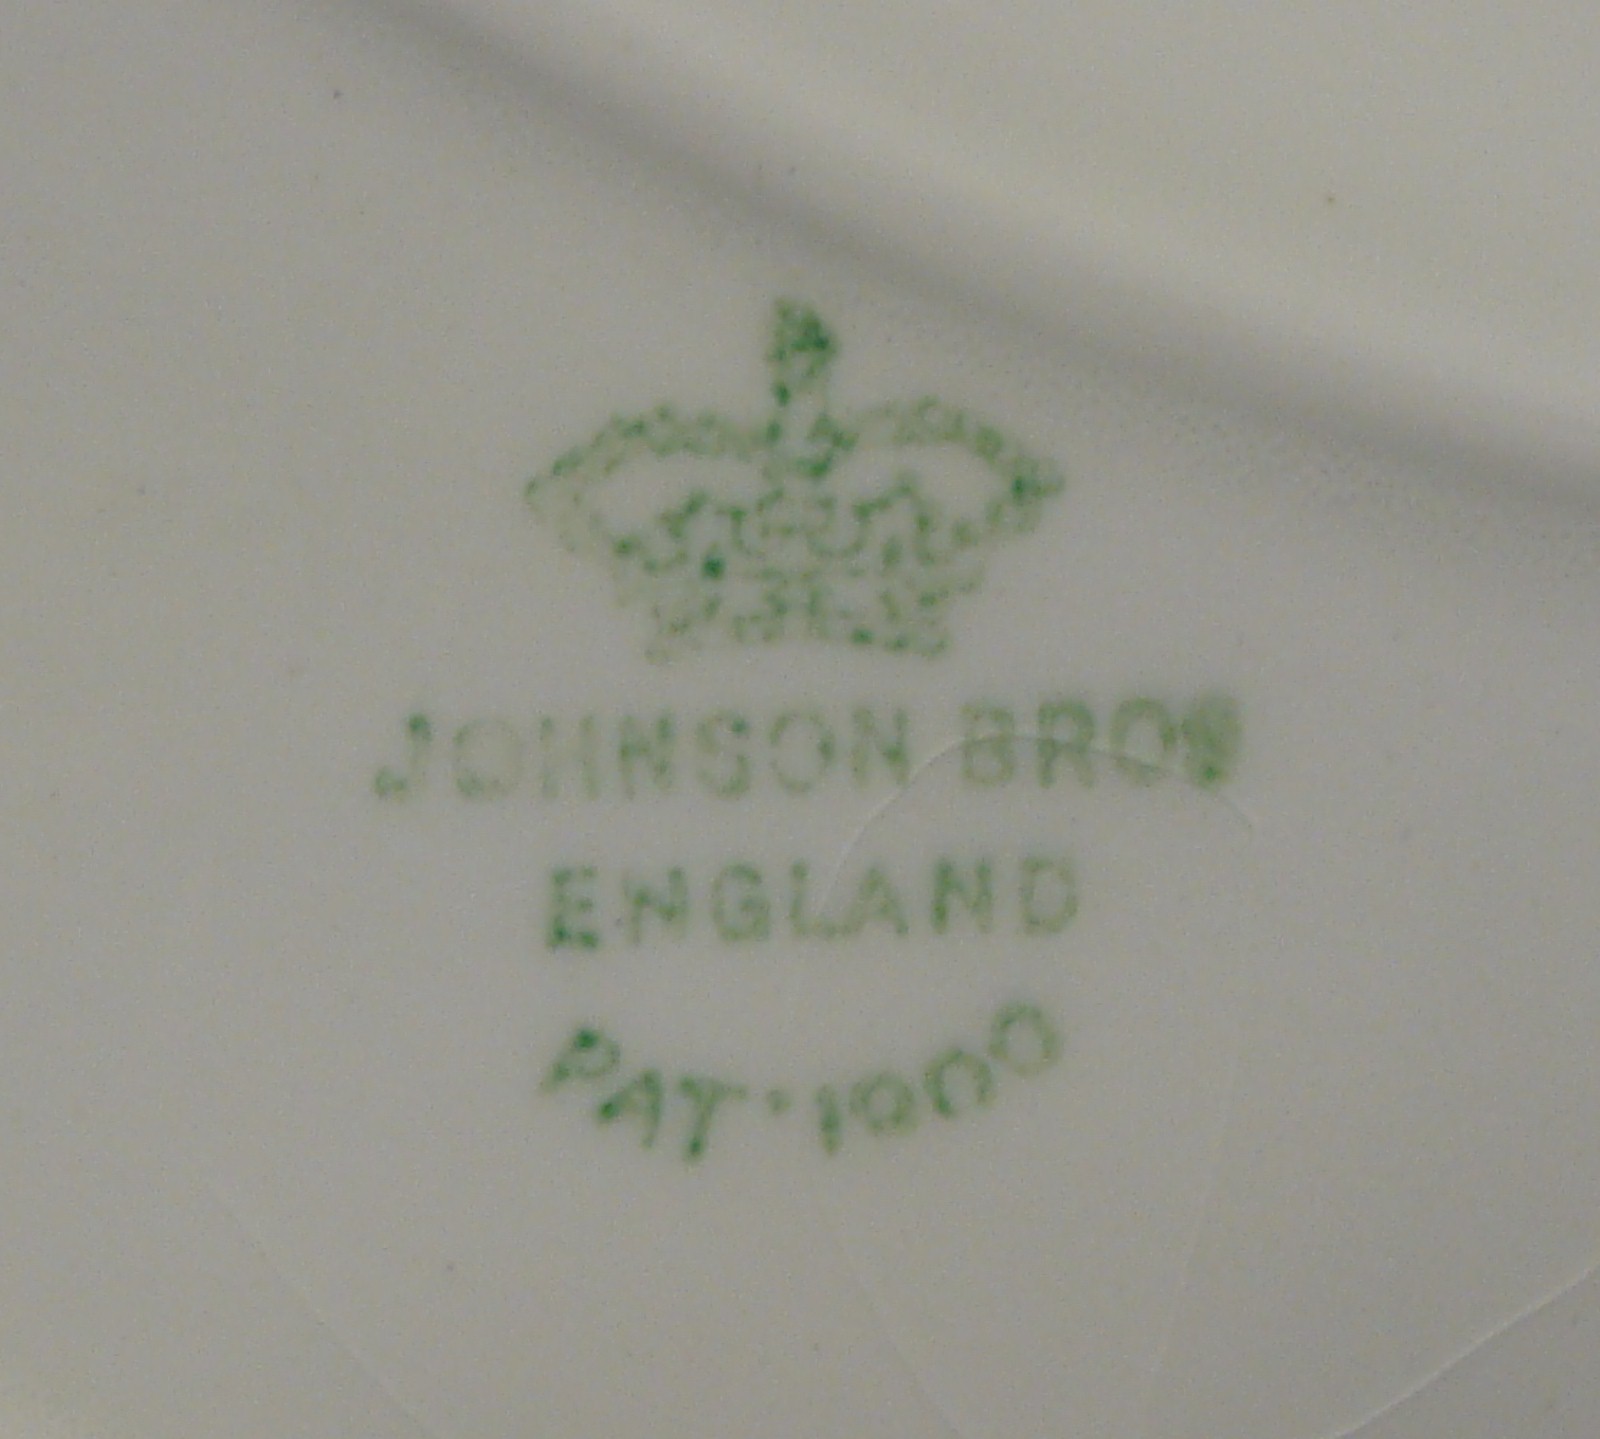 JOHNSON BROS
ENGLAND
PAT·1000